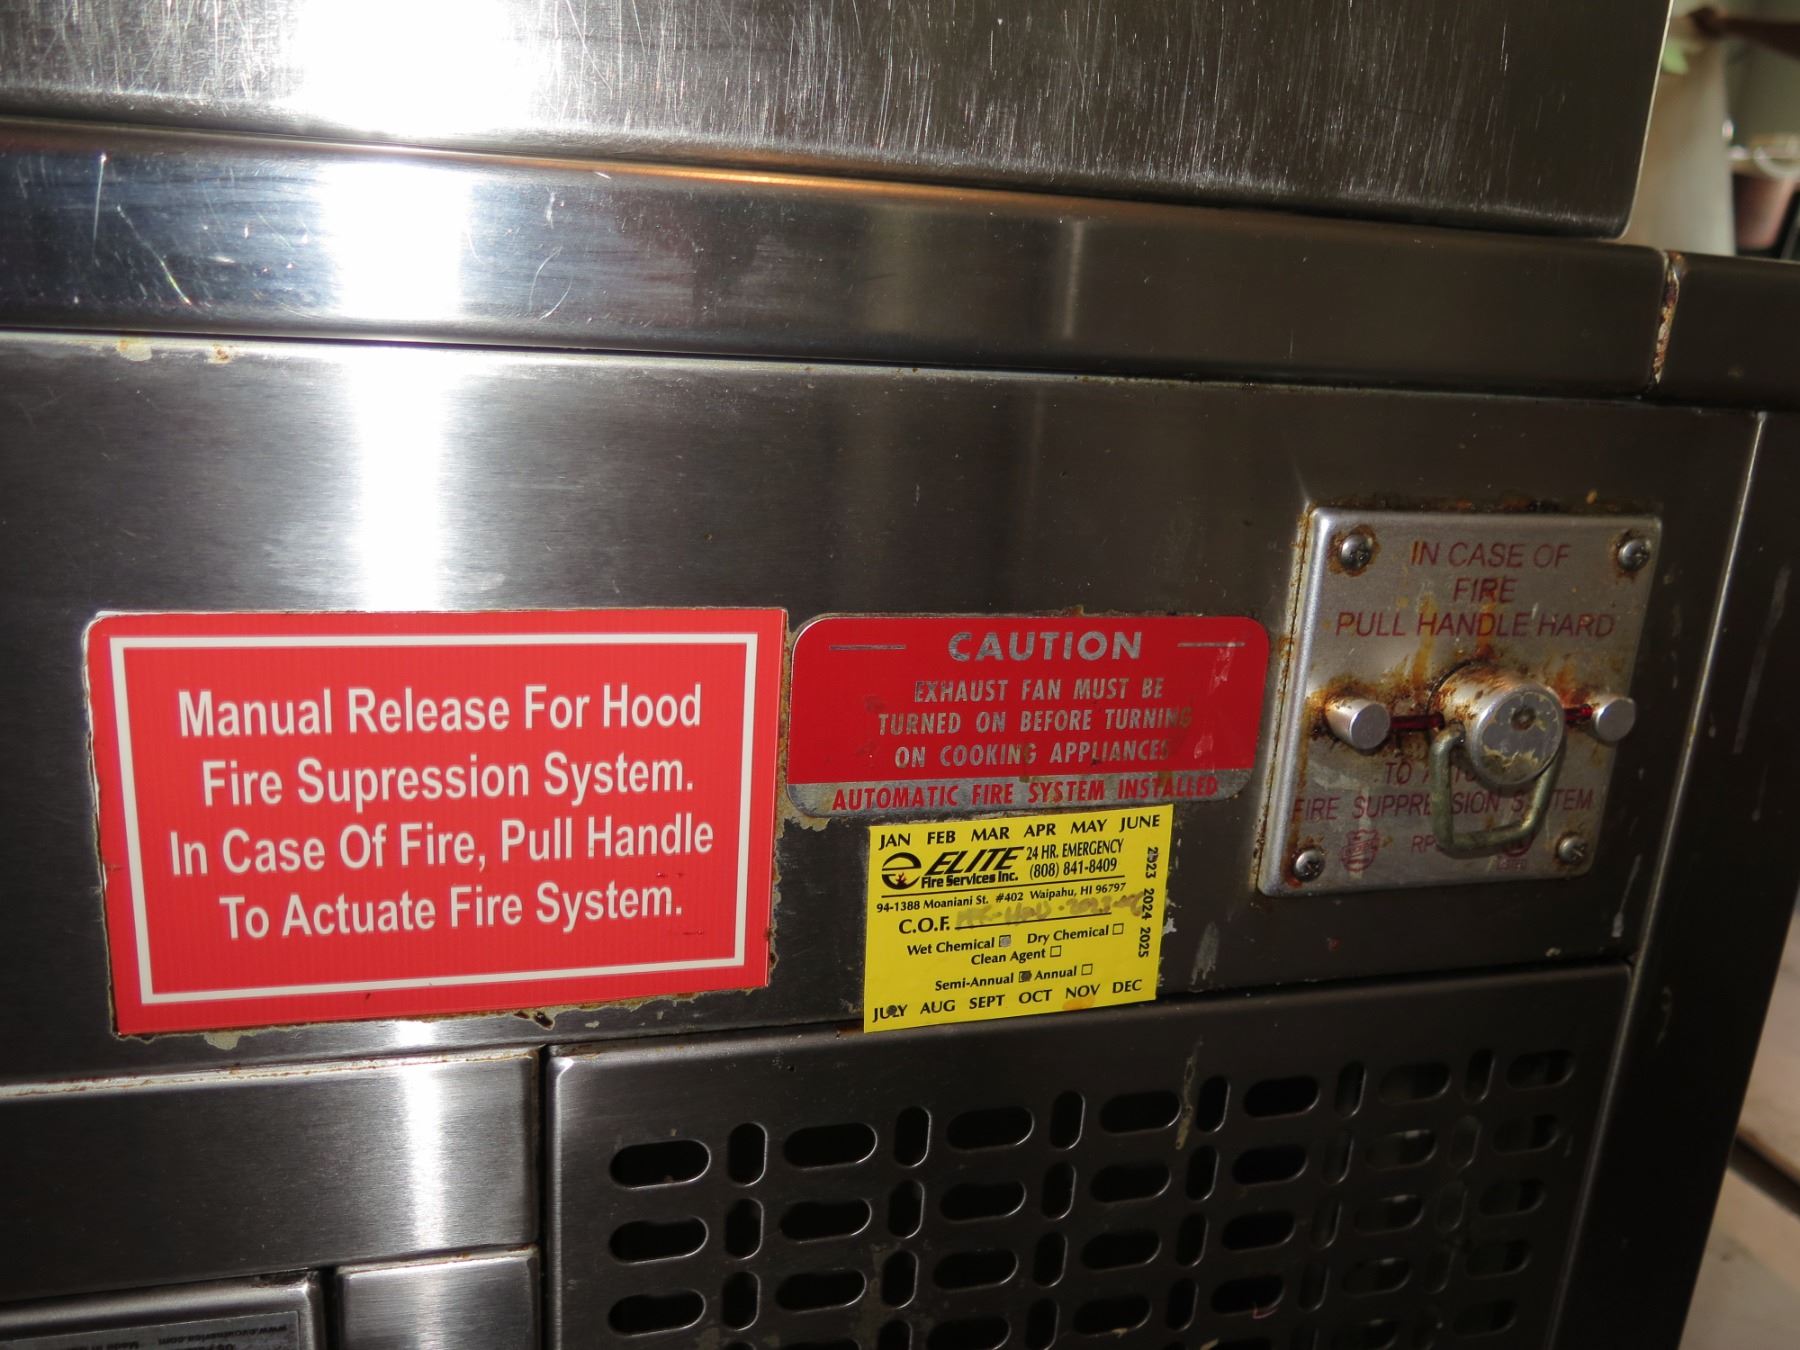 Manual Release For Hood
Fire Supression System.
In Case Of Fire, Pull Handle
To Actuate Fire System.
CAUTION
EXHAUST FAN MUST BE
TURNED ON BEFORE TURNING
ON COOKING APPLIANCES
AUTOMATIC FIRE SYSTEM INSTALLED
JAN FEB MAR APR MAY JUNE
ELITE
Fire Services Inc.
24 HR. EMERGENCY
(808) 841-8409
94-1388 Moaniani St. #402 Waipahu, HI 96797
C.O.F.
Wet Chemical Dry Chemical
Clean Agent
Semi-Annual Annual
JULY AUG SEPT OCT NOV DEC
2023 2024 2025
IN CASE OF
FIRE
PULL HANDLE HARD
TO
FIRE SUPPRESSION SYSTEM